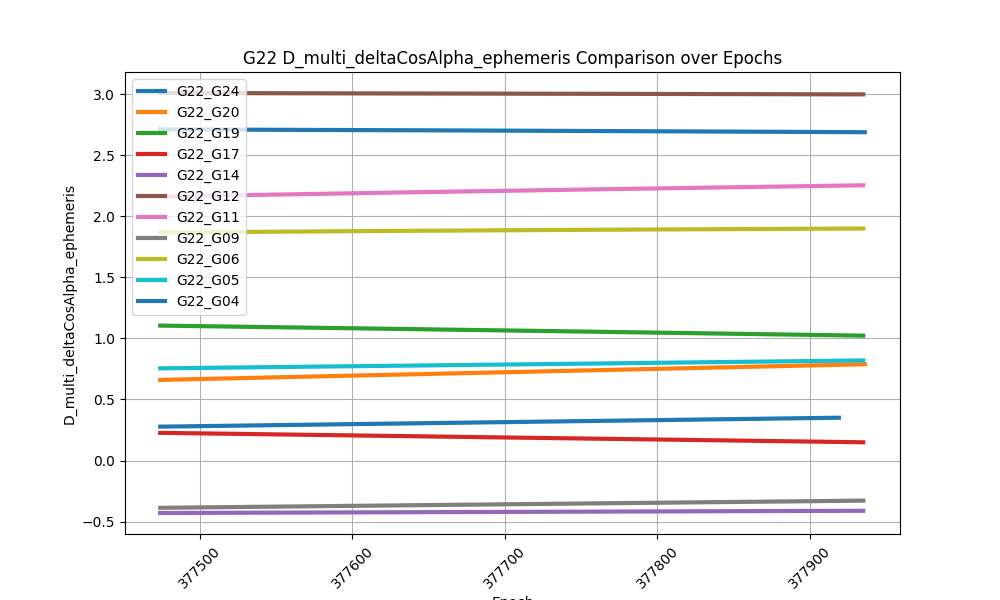 G22 D_multi_deltaCosAlpha_ephemeris Comparison over Epochs
G22_G24
G22_G20
G22_G19
G22_G17
G22_G14
G22_G12
G22_G11
G22_G09
G22_G06
G22_G05
G22_G04
D_multi_deltaCosAlpha_ephemeris
3.0
2.5
2.0
1.5
1.0
0.5
0.0
−0.5
377500
377600
377700
377800
377900
Epoch